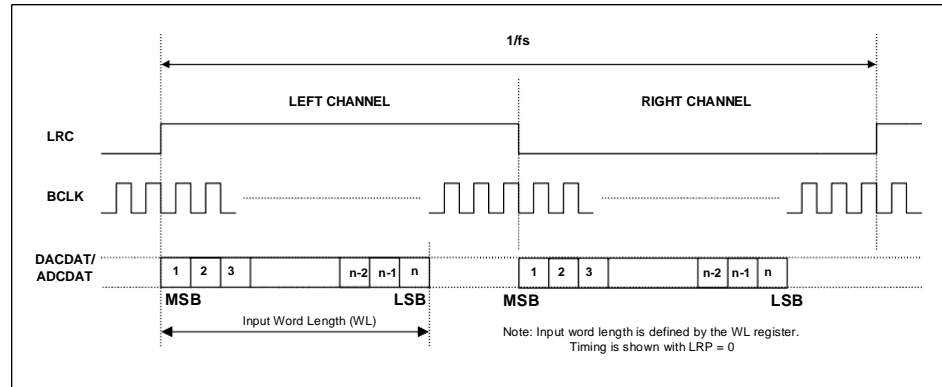 1/fs
LEFT CHANNEL RIGHT CHANNEL
LRC
BCLK
DACDAT/
ADCDAT
1 2 3 n-2 n-1 n 1 2 3 n-2 n-1 n
MSB LSB MSB LSB
Input Word Length (WL)
Note: Input word length is defined by the WL register.
Timing is shown with LRP = 0